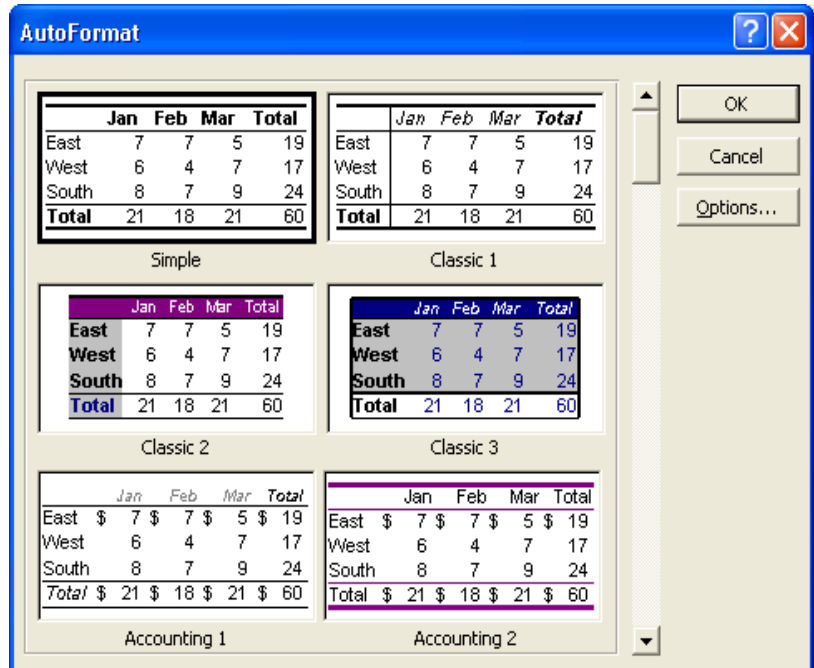 AutoFormat
Jan Feb Mar Total
East 7 7 5 19
West 6 4 7 17
South 8 7 9 24
Total 21 18 21 60
Simple
Jan Feb Mar Total
East 7 7 5 19
West 6 4 7 17
South 8 7 9 24
Total 21 18 21 60
Classic 1
Jan Feb Mar Total
East 7 7 5 19
West 6 4 7 17
South 8 7 9 24
Total 21 18 21 60
Classic 2
Jan Feb Mar Total
East 7 7 5 19
West 6 4 7 17
South 8 7 9 24
Total 21 18 21 60
Classic 3
Jan Feb Mar Total
East $ 7 $ 7 $ 5 $ 19
West 6 4 7 17
South 8 7 9 24
Total $ 21 $ 18 $ 21 $ 60
Accounting 1
Jan Feb Mar Total
East $ 7 $ 7 $ 5 $ 19
West 6 4 7 17
South 8 7 9 24
Total $ 21 $ 18 $ 21 $ 60
Accounting 2
OK
Cancel
Options...